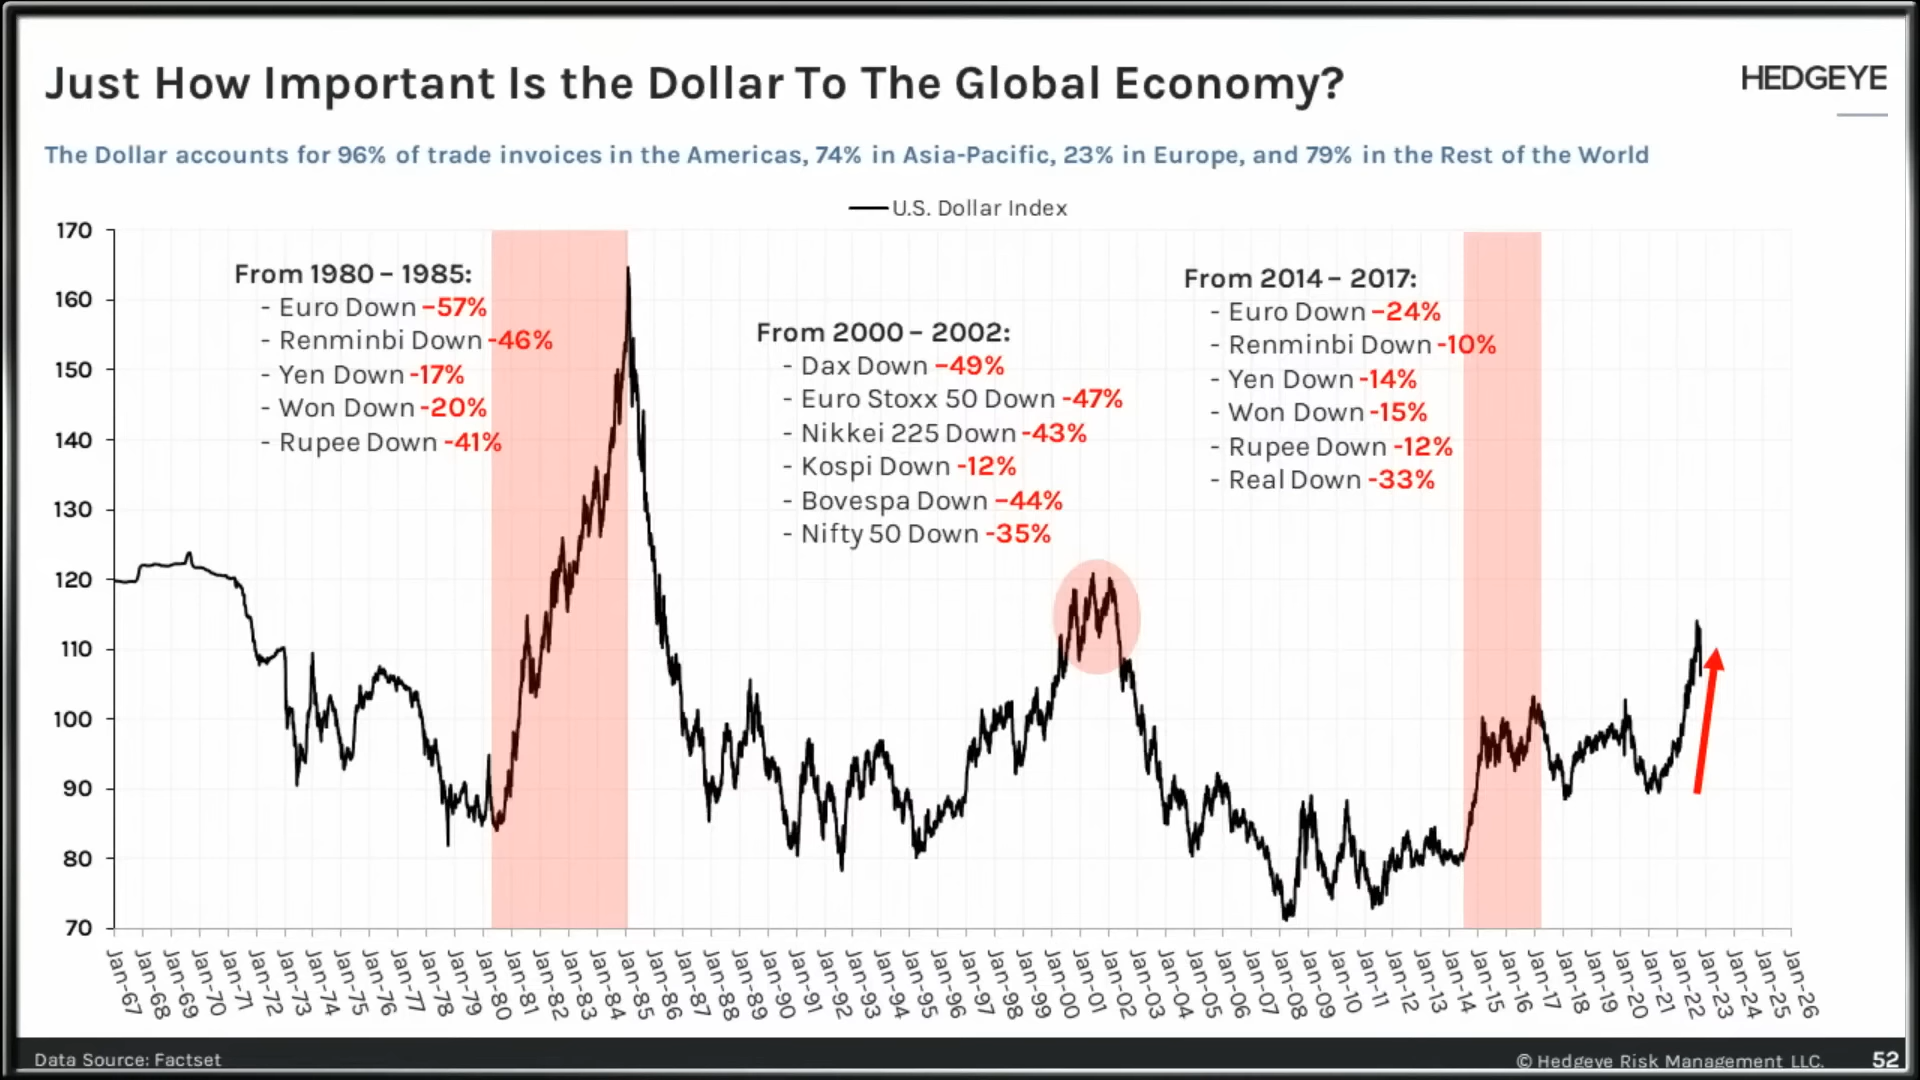 Just How Important Is the Dollar To The Global Economy?
HEDGEYE
The Dollar accounts for 96% of trade invoices in the Americas, 74% in Asia-Pacific, 23% in Europe, and 79% in the Rest of the World
U.S. Dollar Index
170
160
150
140
130
120
110
100
90
80
70
From 1980 – 1985:
- Euro Down –57%
- Renminbi Down -46%
- Yen Down -17%
- Won Down -20%
- Rupee Down -41%
From 2000 – 2002:
- Dax Down –49%
- Euro Stoxx 50 Down -47%
- Nikkei 225 Down -43%
- Kospi Down -12%
- Bovespa Down –44%
- Nifty 50 Down -35%
From 2014 – 2017:
- Euro Down –24%
- Renminbi Down -10%
- Yen Down -14%
- Won Down -15%
- Rupee Down -12%
- Real Down -33%
Jan-67
Jan-68
Jan-69
Jan-70
Jan-71
Jan-72
Jan-73
Jan-74
Jan-75
Jan-76
Jan-77
Jan-78
Jan-79
Jan-80
Jan-81
Jan-82
Jan-83
Jan-84
Jan-85
Jan-86
Jan-87
Jan-88
Jan-89
Jan-90
Jan-91
Jan-92
Jan-93
Jan-94
Jan-95
Jan-96
Jan-97
Jan-98
Jan-99
Jan-00
Jan-01
Jan-02
Jan-03
Jan-04
Jan-05
Jan-06
Jan-07
Jan-08
Jan-09
Jan-10
Jan-11
Jan-12
Jan-13
Jan-14
Jan-15
Jan-16
Jan-17
Jan-18
Jan-19
Jan-20
Jan-21
Jan-22
Jan-23
Jan-24
Jan-25
Jan-26
Data Source: Factset
© Hedgeye Risk Management LLC.
52